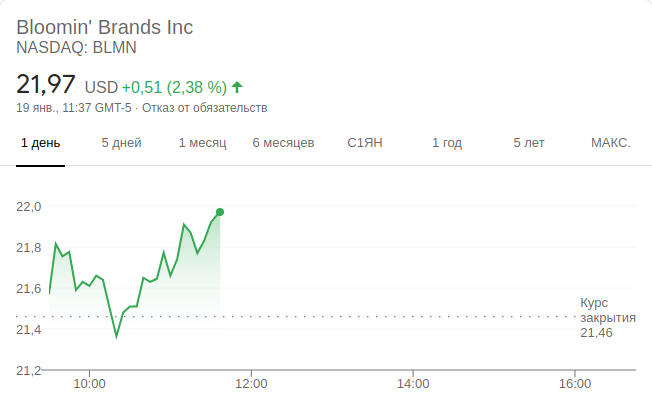 Bloomin' Brands Inc
NASDAQ: BLMN
21,97 USD +0,51 (2,38 %)
19 янв., 11:37 GMT-5 · Отказ от обязательств
1 день 5 дней 1 месяц 6 месяцев С1ЯН 1 год 5 лет МАКС.
22,0
21,8
21,6
21,4
21,2
Курс
закрытия
21,46
10:00 12:00 14:00 16:00